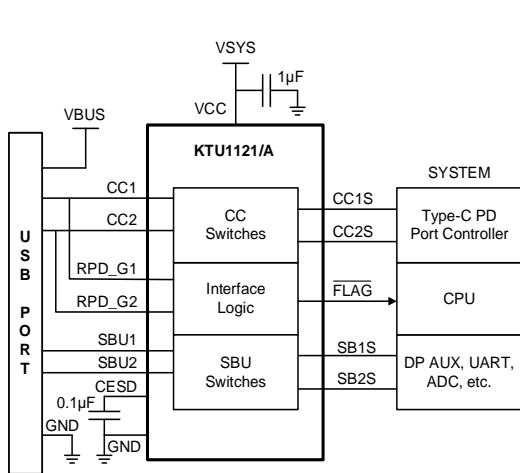 VSYS
1µF
VCC
VBUS
KTU1121/A
SYSTEM
USB PORT
CC1
CC2
RPD_G1
RPD_G2
SBU1
SBU2
CESD
0.1µF
GND
GND
CC
Switches
Interface
Logic
SBU
Switches
CC1S
CC2S
FLAG
SB1S
SB2S
Type-C PD
Port Controller
CPU
DP AUX, UART,
ADC, etc.